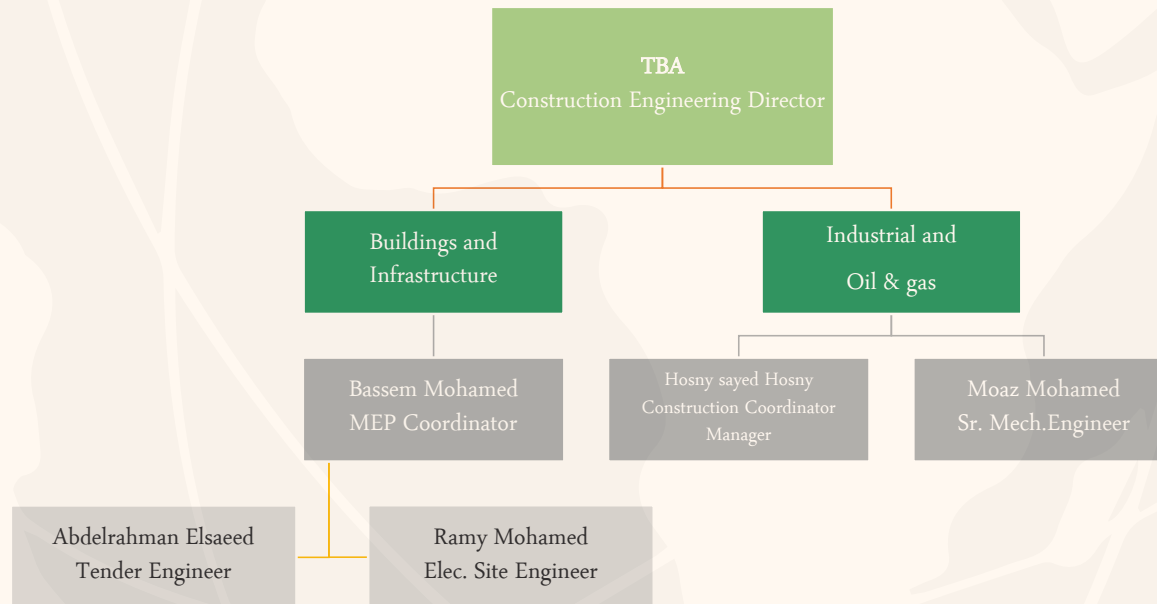 TBA
Construction Engineering Director
Buildings and
Infrastructure
Industrial and
Oil & gas
Bassem Mohamed
MEP Coordinator
Hosny sayed Hosny
Construction Coordinator
Manager
Moaz Mohamed
Sr. Mech.Engineer
Abdelrahman Elsaeed
Tender Engineer
Ramy Mohamed
Elec. Site Engineer